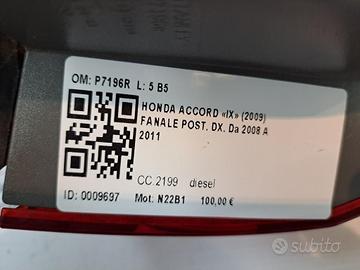 OM: P7196R L: 5 B5
HONDA ACCORD «IX» (2009)
FANALE POST. DX. Da 2008 A
2011
CC.2199 diesel
ID: 0009697 Mot. N22B1 100,00 €
subito